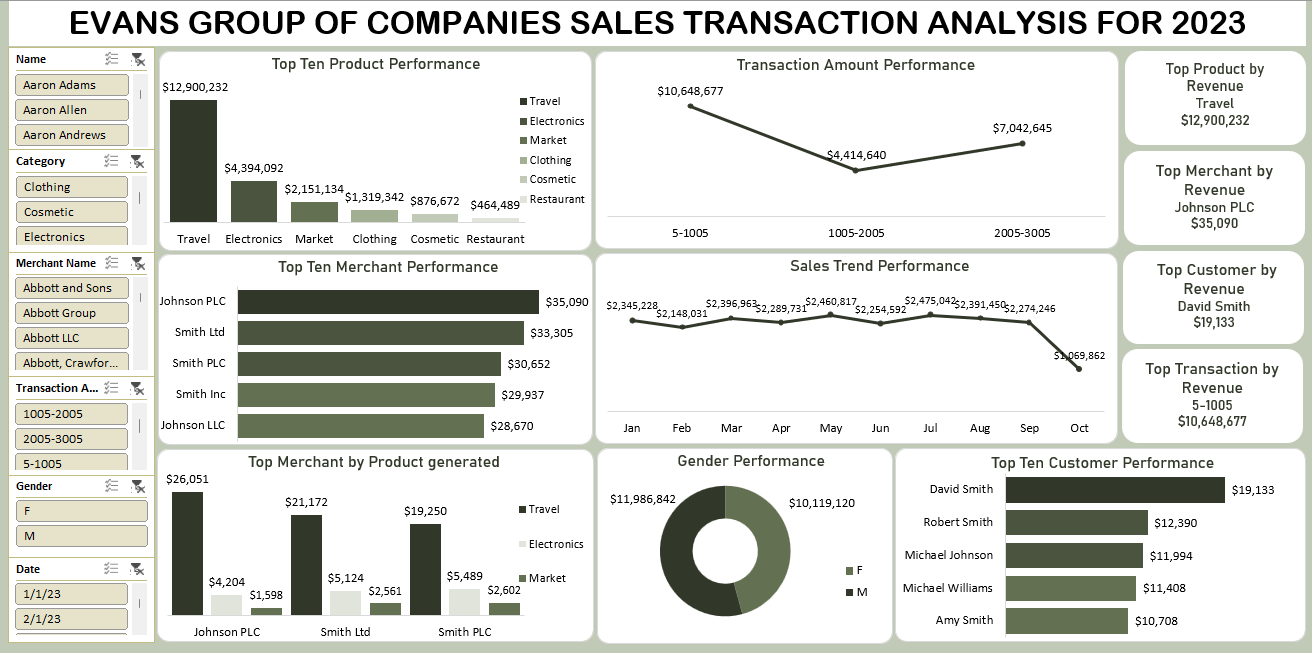 EVANS GROUP OF COMPANIES SALES TRANSACTION ANALYSIS FOR 2023
Name
Aaron Adams
Aaron Allen
Aaron Andrews
Category
Clothing
Cosmetic
Electronics
Merchant Name
Abbott and Sons
Abbott Group
Abbott LLC
Abbott, Crawfor...
Transaction A...
1005-2005
2005-3005
5-1005
Gender
F
M
Date
1/1/23
2/1/23
Top Ten Product Performance
$12,900,232
$4,394,092
$2,151,134
$1,319,342
$876,672
$464,489
Travel
Electronics
Market
Clothing
Cosmetic
Restaurant
Travel
Electronics
Market
Clothing
Cosmetic
Restaurant
Transaction Amount Performance
$10,648,677
$4,414,640
$7,042,645
5-1005
1005-2005
2005-3005
Top Product by
Revenue
Travel
$12,900,232
Top Merchant by
Revenue
Johnson PLC
$35,090
Top Customer by
Revenue
David Smith
$19,133
Top Transaction by
Revenue
5-1005
$10,648,677
Top Ten Merchant Performance
Johnson PLC $35,090
Smith Ltd $33,305
Smith PLC $30,652
Smith Inc $29,937
Johnson LLC $28,670
Sales Trend Performance
$2,345,228
$2,148,031
$2,396,963
$2,289,731
$2,460,817
$2,254,592
$2,475,042
$2,391,450
$2,274,246
$1,069,862
Jan
Feb
Mar
Apr
May
Jun
Jul
Aug
Sep
Oct
Top Merchant by Product generated
$26,051
$4,204
$1,598
$21,172
$5,124
$2,561
$19,250
$5,489
$2,602
Johnson PLC
Smith Ltd
Smith PLC
Travel
Electronics
Market
Gender Performance
$11,986,842
$10,119,120
F
M
Top Ten Customer Performance
David Smith $19,133
Robert Smith $12,390
Michael Johnson $11,994
Michael Williams $11,408
Amy Smith $10,708